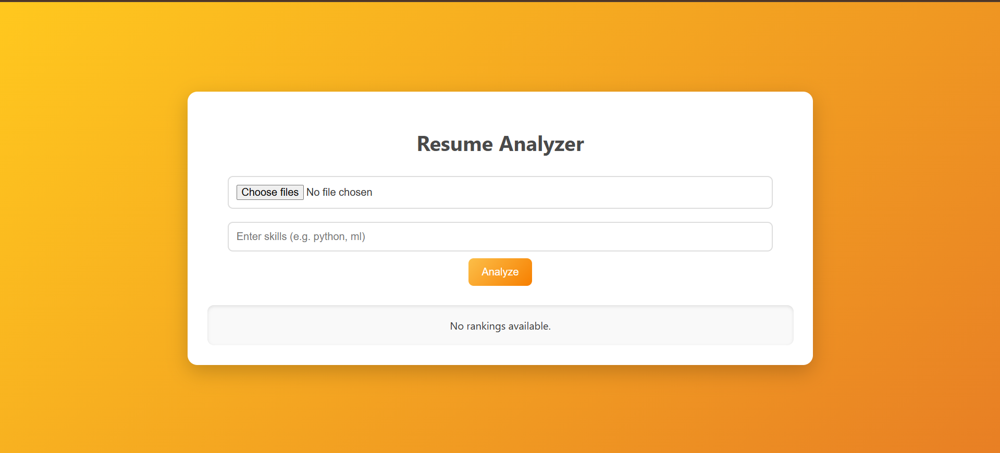 Resume Analyzer
Choose files No file chosen
Enter skills (e.g. python, ml)
Analyze
No rankings available.